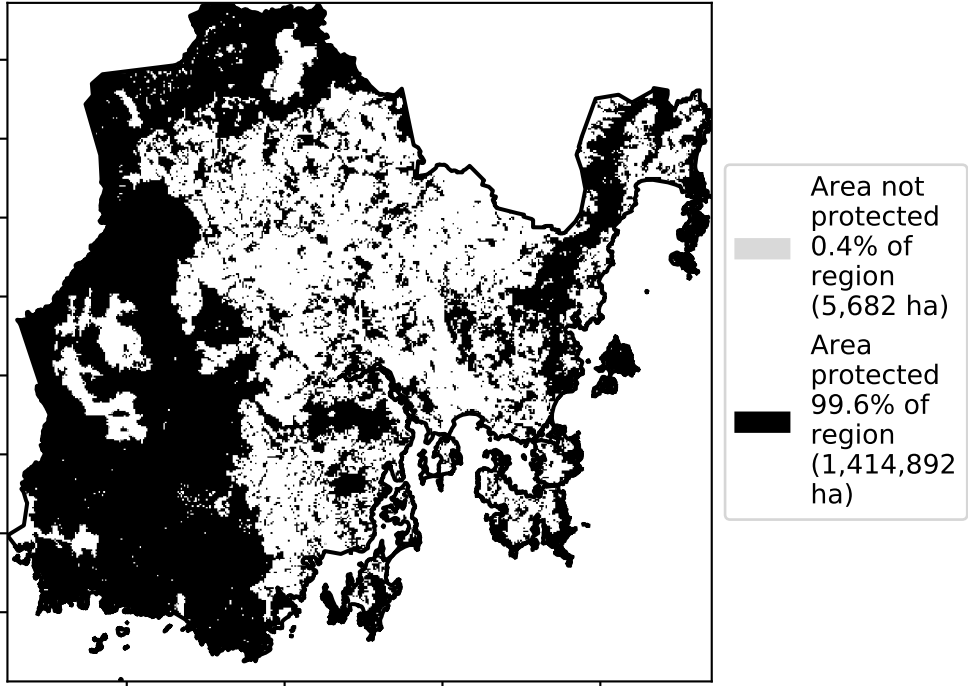 Area not
protected
0.4% of
region
(5,682 ha)
Area
protected
99.6% of
region
(1,414,892
ha)